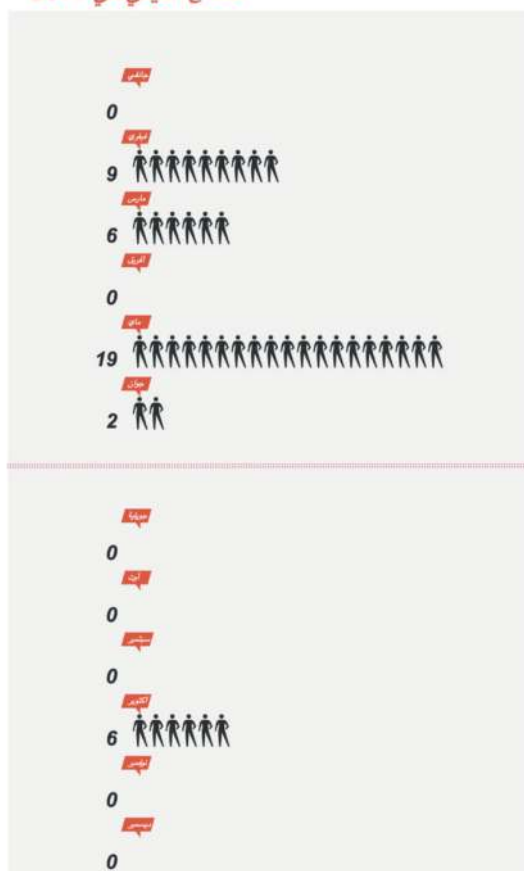 جانفي
0
فيفري
9
مارس
6
أفريل
0
ماي
19
جوان
2
جويلية
0
أوت
0
سبتمبر
0
أكتوبر
6
نوفمبر
0
ديسمبر
0